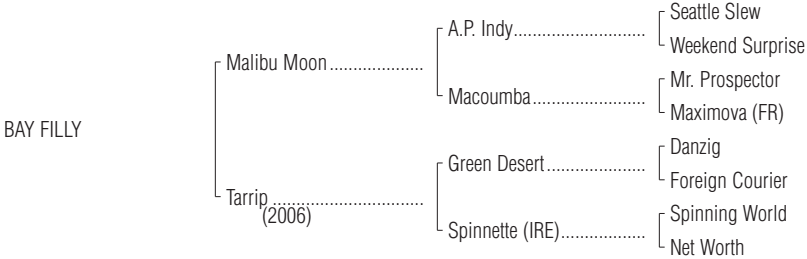 BAY FILLY
Malibu Moon....................
Tarrip................................
(2006)
A.P. Indy............................
Macoumba........................
Green Desert.....................
Spinnette (IRE)..................
Seattle Slew
Weekend Surprise
Mr. Prospector
Maximova (FR)
Danzig
Foreign Courier
Spinning World
Net Worth